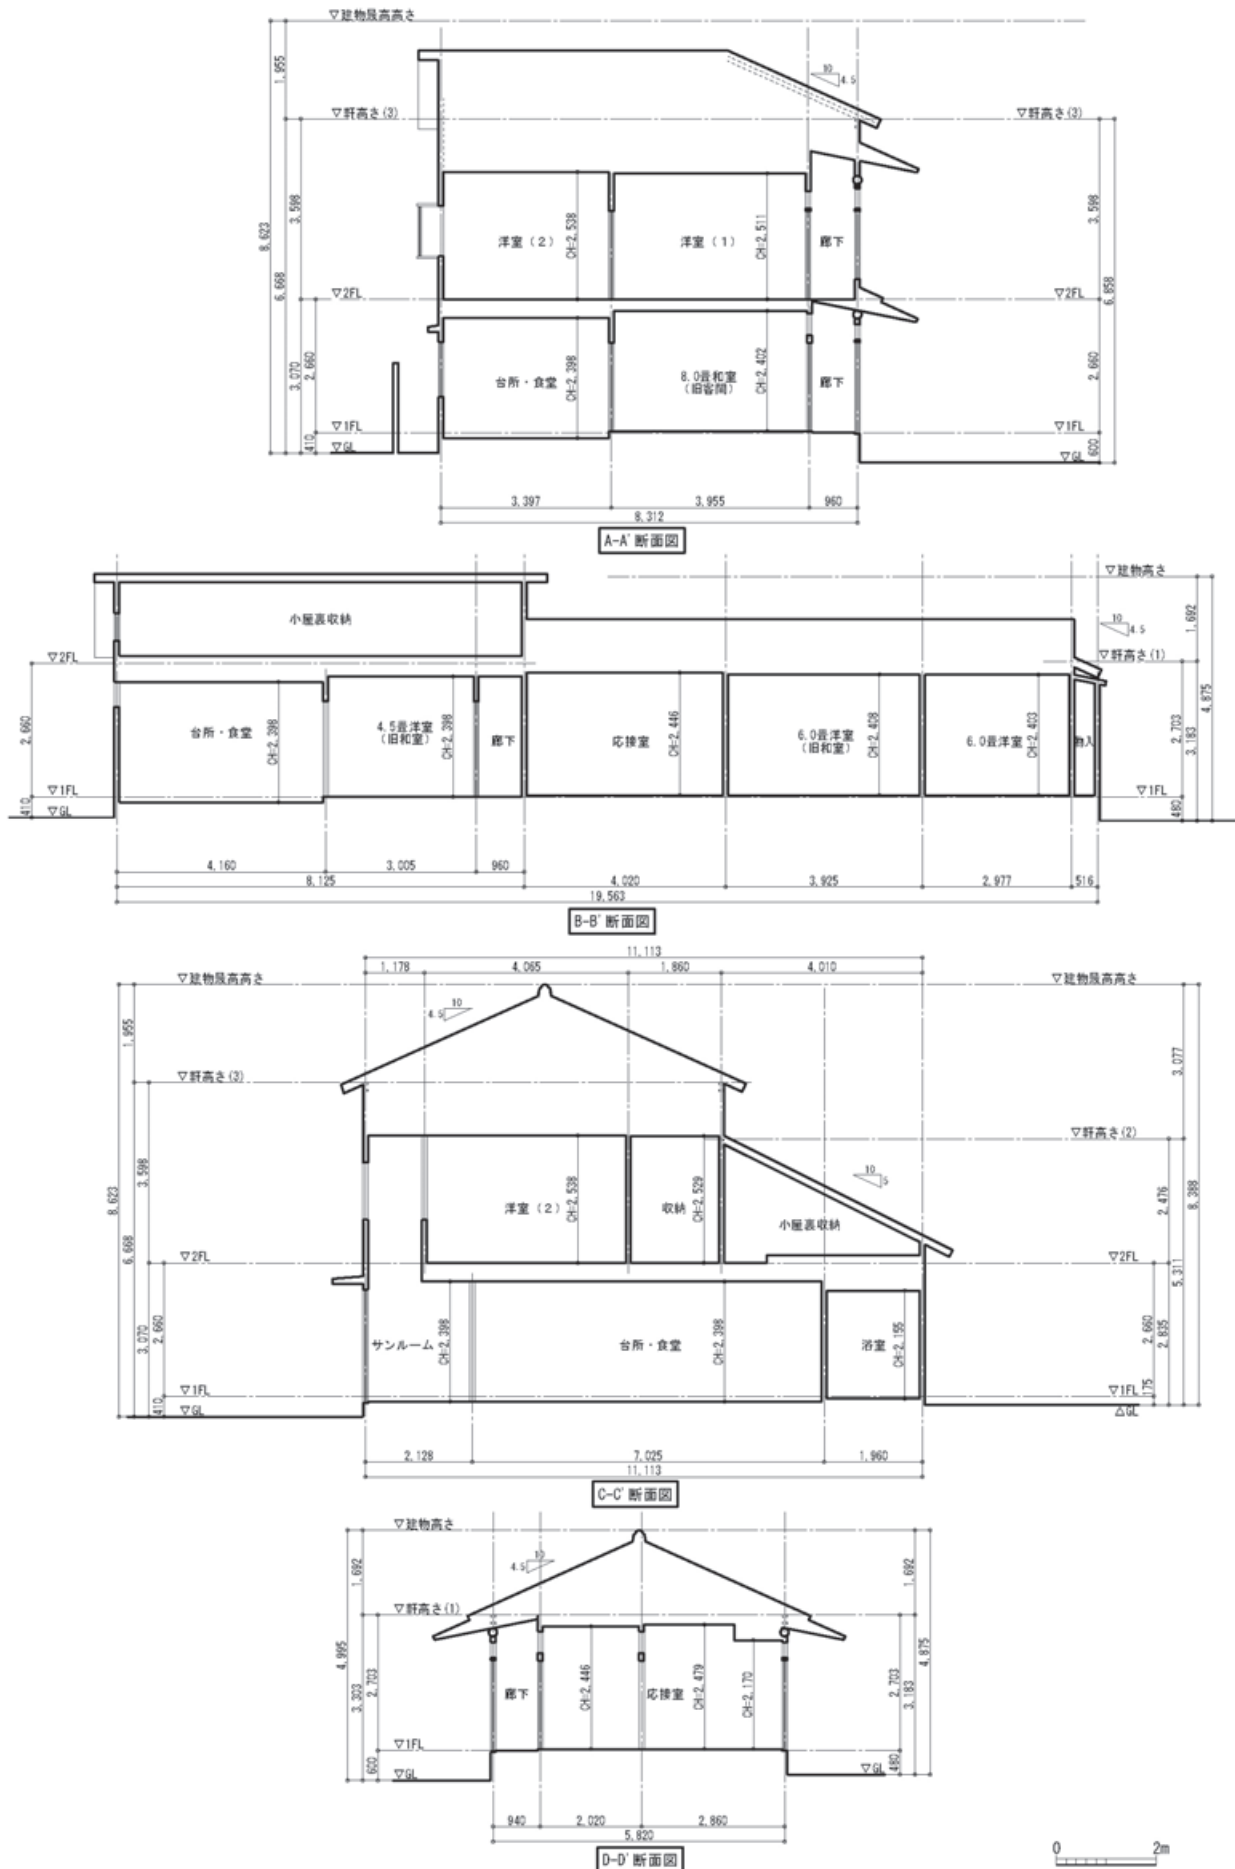 ▽建物最高高さ
1,955
10
4.5
▽軒高さ(3)
▽軒高さ(3)
8,623
6,668
3,598
洋室（2）
CH=2,538
洋室（1）
CH=2,511
廊下
3,598
6,858
▽2FL
▽2FL
3,070
2,660
台所・食堂
CH=2,398
8.0畳和室
(旧客間)
CH=2,402
廊下
2,660
▽1FL
▽1FL
410
▽GL
600
▽GL
3,397
3,955
960
8,312
A-A' 断面図
▽建物高さ
小屋裏収納
10
4.5
1,692
▽2FL
▽軒高さ(1)
2,660
台所・食堂
CH=2,398
4.5畳洋室
(旧和室)
CH=2,398
廊下
応接室
CH=2,446
6.0畳洋室
(旧和室)
CH=2,408
6.0畳洋室
CH=2,403
物入
2,703
3,183
4,875
▽1FL
▽1FL
410
▽GL
480
4,160
3,005
960
8,125
4,020
3,925
2,977
516
19,563
B-B' 断面図
11,113
1,178
4,065
1,860
4,010
▽建物最高高さ
▽建物最高高さ
10
4.5
1,955
3,077
▽軒高さ(3)
▽軒高さ(2)
8,623
6,668
3,598
洋室（2）
CH=2,538
収納
CH=2,529
10
5
小屋裏収納
2,476
8,388
▽2FL
▽2FL
5,311
3,070
2,660
サンルーム
CH=2,398
台所・食堂
CH=2,398
浴室
CH=2,155
2,660
2,835
▽1FL
▽1FL
410
▽GL
175
△GL
2,128
7,025
1,960
11,113
C-C' 断面図
▽建物高さ
10
4.5
1,692
1,692
▽軒高さ(1)
4,995
3,303
2,703
廊下
CH=2,446
応接室
CH=2,479
CH=2,170
2,703
3,183
4,875
▽1FL
600
▽GL
▽GL
480
940
2,020
2,860
5,820
D-D' 断面図
0
2m